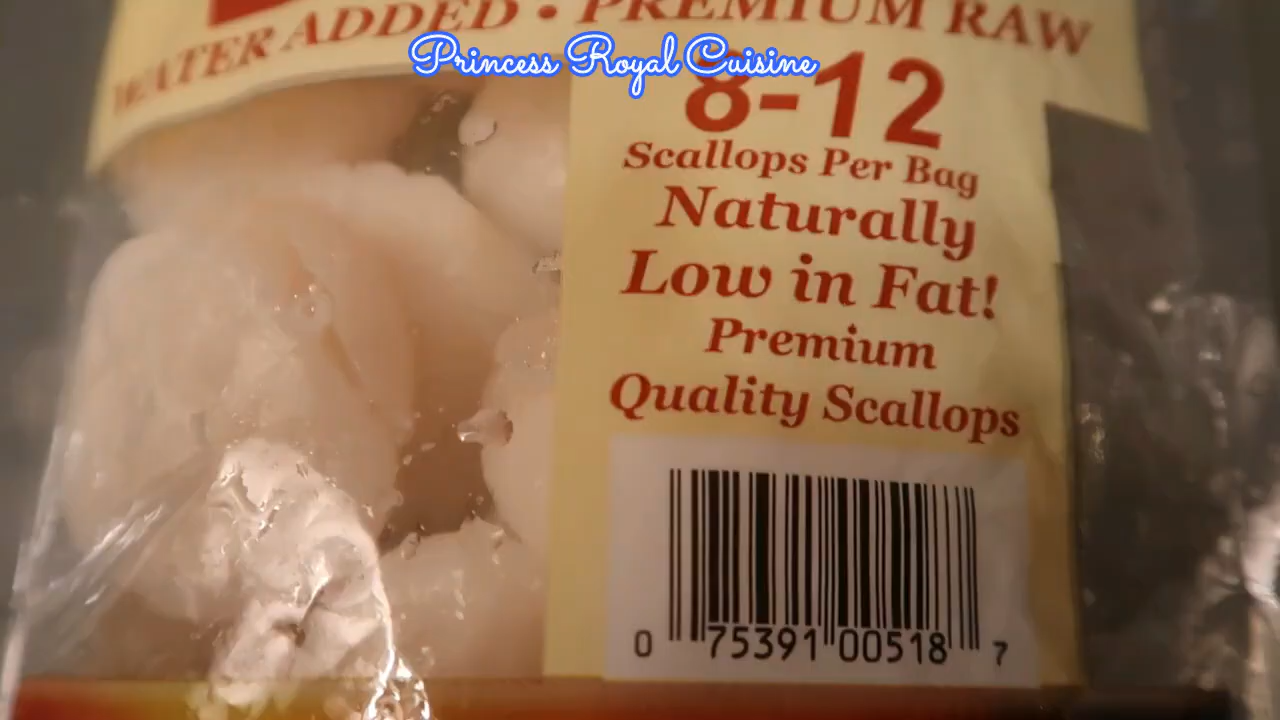 WATER ADDED • PREMIUM RAW
Princess Royal Cuisine
8-12
Scallops Per Bag
Naturally
Low in Fat!
Premium
Quality Scallops
0 75391 00518 7